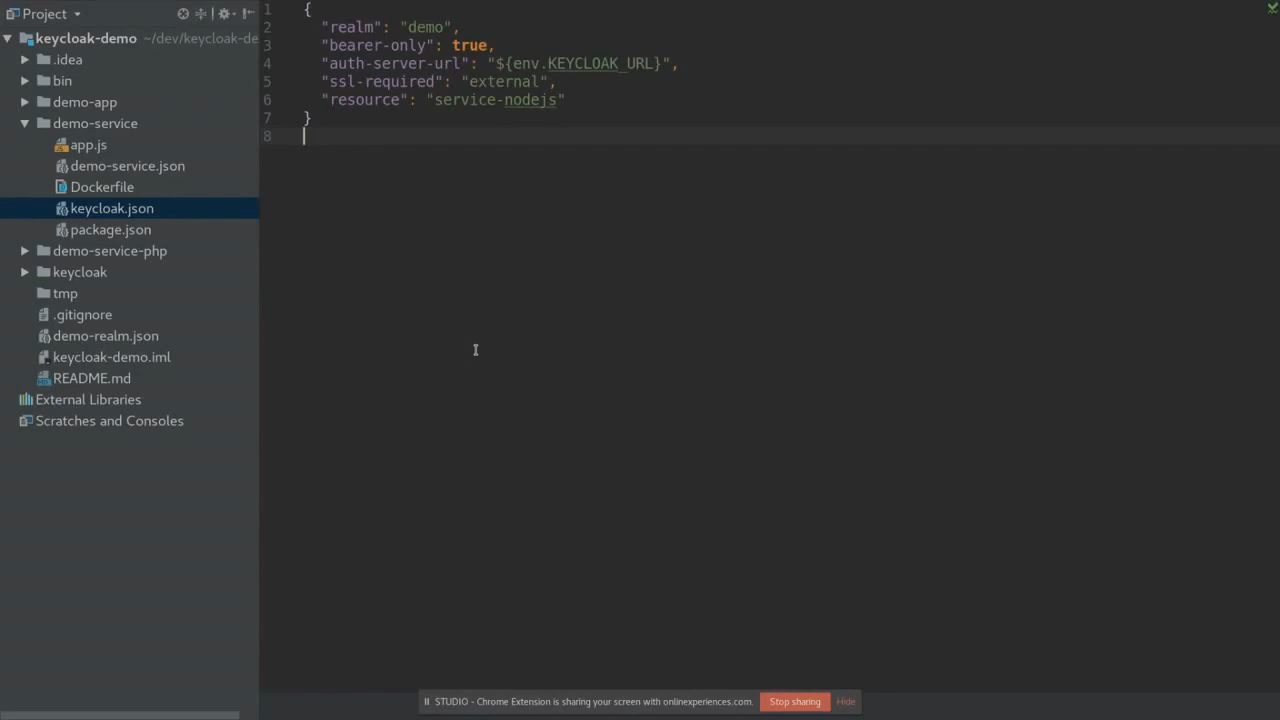 Project
keycloak-demo ~/dev/keycloak-de
.idea
bin
demo-app
demo-service
app.js
demo-service.json
Dockerfile
keycloak.json
package.json
demo-service-php
keycloak
tmp
.gitignore
demo-realm.json
keycloak-demo.iml
README.md
External Libraries
Scratches and Consoles
1 {
2 "realm": "demo",
3 "bearer-only": true,
4 "auth-server-url": "${env.KEYCLOAK_URL}",
5 "ssl-required": "external",
6 "resource": "service-nodejs"
7 }
8
STUDIO - Chrome Extension is sharing your screen with onlinexperiences.com. Stop sharing Hide